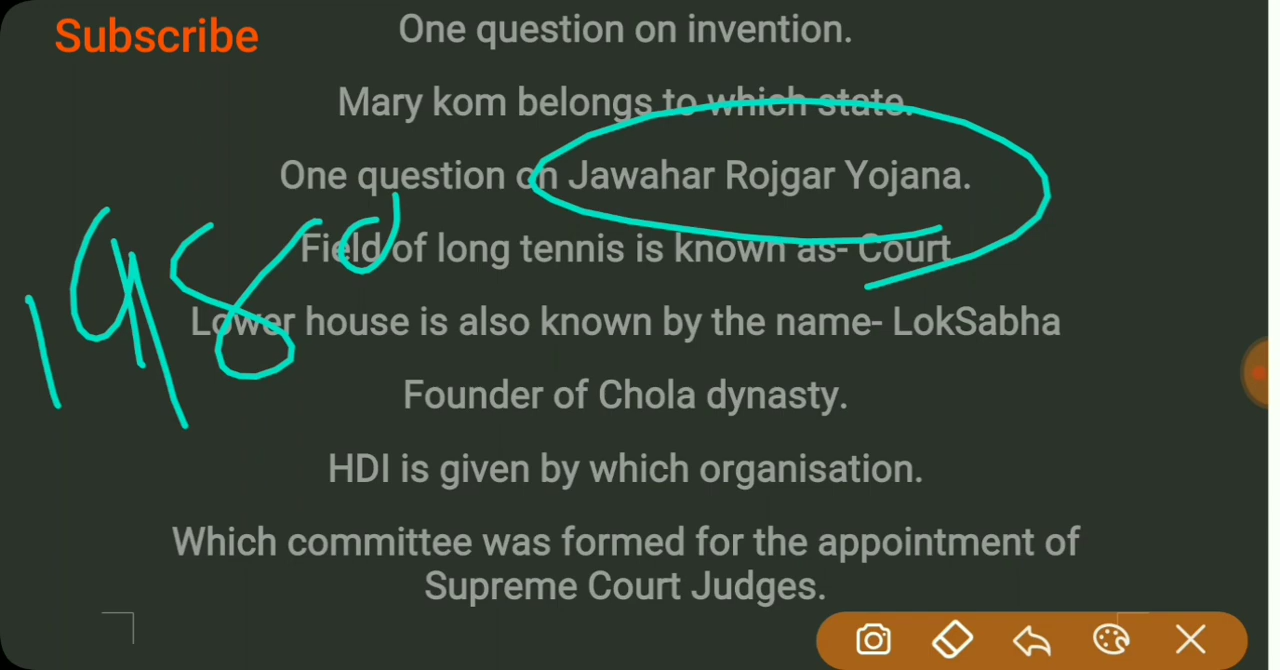 Subscribe
One question on invention.
Mary kom belongs to which state.
One question on Jawahar Rojgar Yojana.
Field of long tennis is known as- Court
1980
Lower house is also known by the name- LokSabha
Founder of Chola dynasty.
HDI is given by which organisation.
Which committee was formed for the appointment of
Supreme Court Judges.